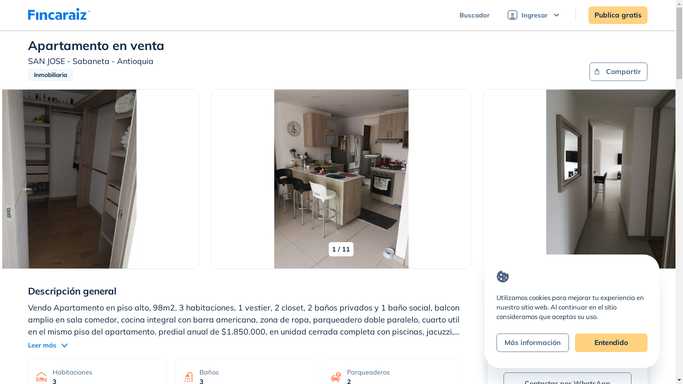 Fincaraiz
Buscador
Ingresar
Publica gratis
Apartamento en venta
SAN JOSE - Sabaneta - Antioquia
Inmobiliaria
Compartir
1 / 11
Descripción general
Vendo Apartamento en piso alto, 98m2, 3 habitaciones, 1 vestier, 2 closet, 2 baños privados y 1 baño social, balcon
amplio en sala comedor, cocina integral con barra americana, zona de ropa, parqueadero doble paralelo, cuarto util
en el mismo piso del apartamento, predial anual de $1.850.000, en unidad cerrada completa con piscinas, jacuzzi,...
Leer más
Habitaciones
3
Baños
3
Parqueaderos
2
Utilizamos cookies para mejorar tu experiencia en
nuestro sitio web. Al continuar en el sitio
consideramos que aceptas su uso.
Más información
Entendido
Contactar por WhatsApp